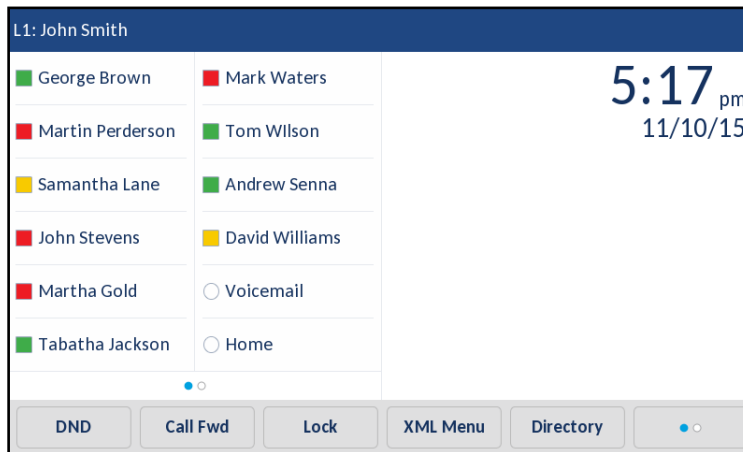 L1: John Smith
George Brown
Mark Waters
5:17 pm
11/10/15
Martin Perderson
Tom WIlson
Samantha Lane
Andrew Senna
John Stevens
David Williams
Martha Gold
Voicemail
Tabatha Jackson
Home
DND
Call Fwd
Lock
XML Menu
Directory